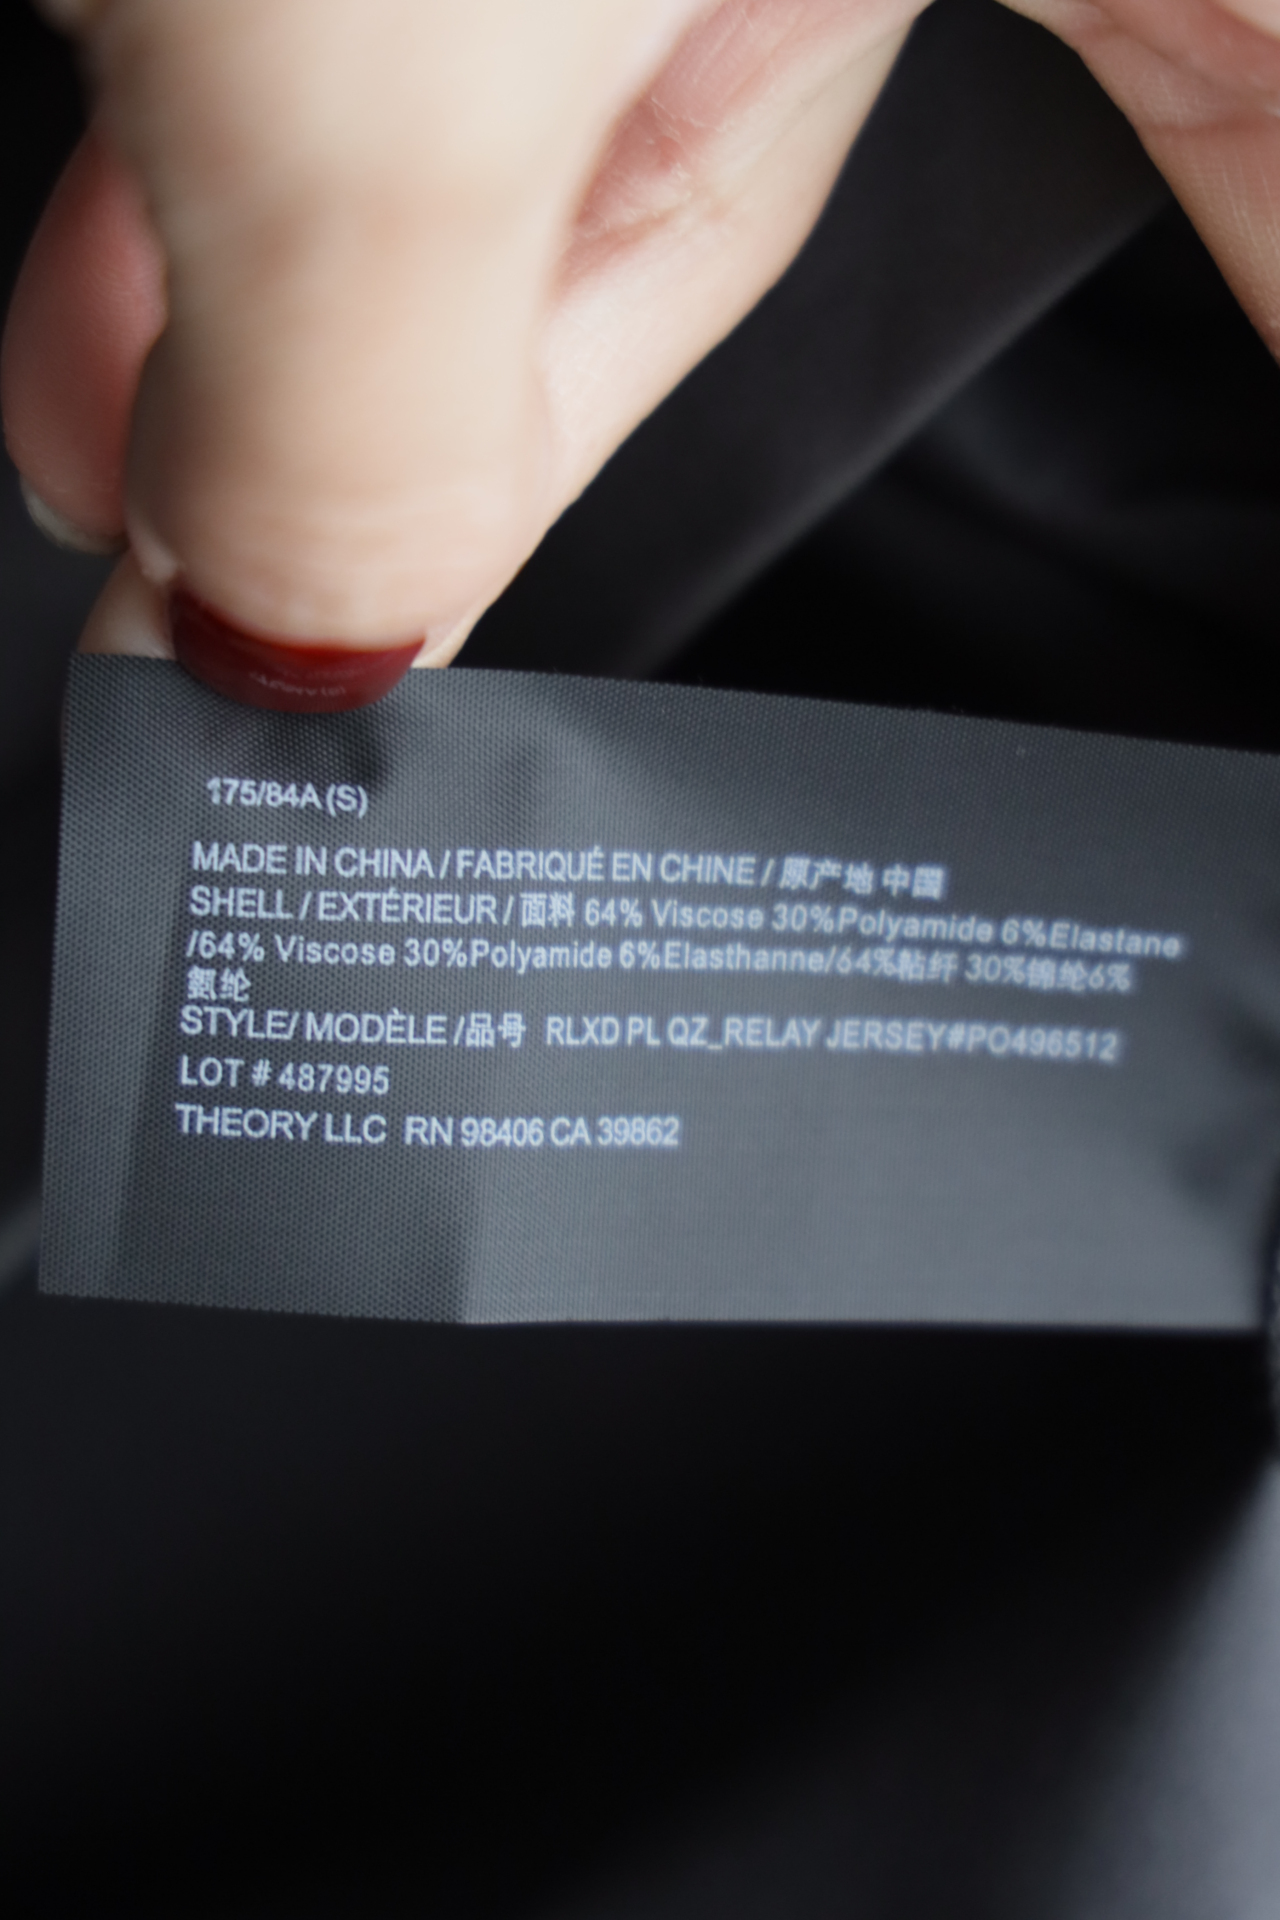 175/84A (S)
MADE IN CHINA / FABRIQUÉ EN CHINE / 原产地 中国
SHELL / EXTÉRIEUR / 面料 64% Viscose 30%Polyamide 6%Elastane
/64% Viscose 30%Polyamide 6%Elasthanne/64%粘纤 30%锦纶6%
氨纶
STYLE/ MODÈLE /品号 RLXD PL QZ_RELAY JERSEY#PO496512
LOT # 487995
THEORY LLC RN 98406 CA 39862